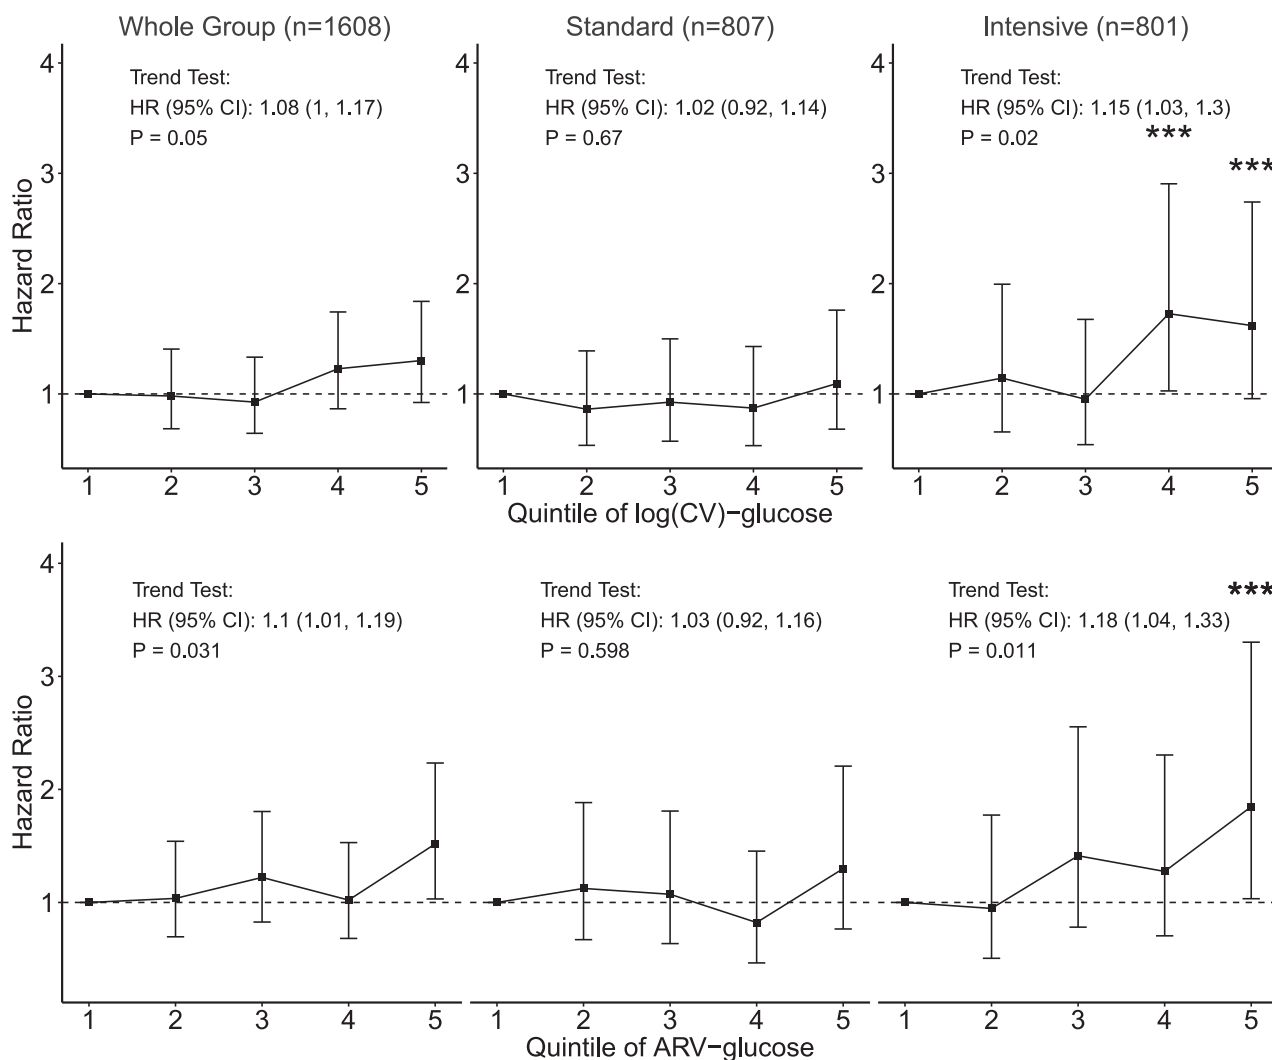 Whole Group (n=1608)
Standard (n=807)
Intensive (n=801)
Hazard Ratio
4
3
2
1
Trend Test:
HR (95% CI): 1.08 (1, 1.17)
P = 0.05
1 2 3 4 5
4
3
2
1
Trend Test:
HR (95% CI): 1.02 (0.92, 1.14)
P = 0.67
1 2 3 4 5
4
3
2
1
Trend Test:
HR (95% CI): 1.15 (1.03, 1.3)
P = 0.02
***
***
1 2 3 4 5
Quintile of log(CV)−glucose
Hazard Ratio
4
3
2
1
Trend Test:
HR (95% CI): 1.1 (1.01, 1.19)
P = 0.031
1 2 3 4 5
Trend Test:
HR (95% CI): 1.03 (0.92, 1.16)
P = 0.598
1 2 3 4 5
Trend Test:
HR (95% CI): 1.18 (1.04, 1.33)
P = 0.011
***
1 2 3 4 5
Quintile of ARV−glucose